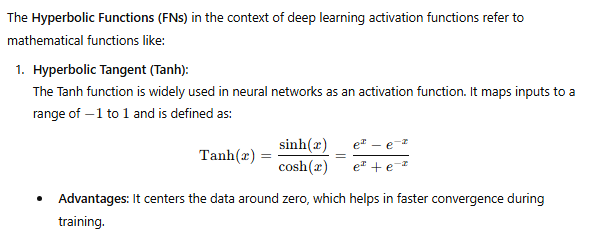 The Hyperbolic Functions (FNs) in the context of deep learning activation functions refer to
mathematical functions like:
1. Hyperbolic Tangent (Tanh):
The Tanh function is widely used in neural networks as an activation function. It maps inputs to a
range of −1 to 1 and is defined as:
Tanh(x) = sinh(x) / cosh(x) = (e^x − e^−x) / (e^x + e^−x)
• Advantages: It centers the data around zero, which helps in faster convergence during
training.